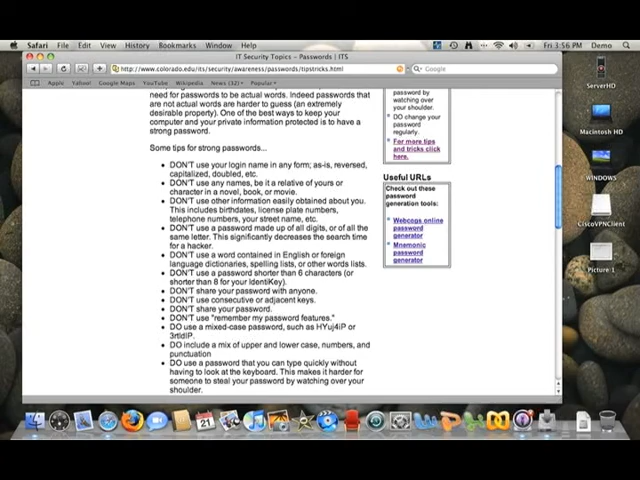 Safari File Edit View History Bookmarks Window Help Fri 3:56 PM Demo
IT Security Topics – Passwords | ITS
http://www.colorado.edu/its/security/awareness/passwords/tipstricks.html
Google
Apple Yahoo! Google Maps YouTube Wikipedia News (32) Popular
need for passwords to be actual words. Indeed passwords that
are not actual words are harder to guess (an extremely
desirable property). One of the best ways to keep your
computer and your private information protected is to have a
strong password.
Some tips for strong passwords...
DON'T use your login name in any form; as-is, reversed,
capitalized, doubled, etc.
DON'T use any names, be it a relative of yours or
character in a novel, book, or movie.
DON'T use other information easily obtained about you.
This includes birthdates, license plate numbers,
telephone numbers, your street name, etc.
DON'T use a password made up of all digits, or of all the
same letter. This significantly decreases the search time
for a hacker.
DON'T use a word contained in English or foreign
language dictionaries, spelling lists, or other words lists.
DON'T use a password shorter than 6 characters (or
shorter than 8 for your IdentiKey).
DON'T share your password with anyone.
DON'T use consecutive or adjacent keys.
DON'T share your password.
DON'T use "remember my password features."
DO use a mixed-case password, such as HYuj4iP or
3rtIdIP.
DO include a mix of upper and lower case, numbers, and
punctuation
DO use a password that you can type quickly without
having to look at the keyboard. This makes it harder for
someone to steal your password by watching over your
shoulder.
password by
watching over
your shoulder.
DO change your
password
regularly.
For more tips
and tricks click
here.
Useful URLs
Check out these
password
generation tools:
Webcogs online
password
generator
Mnemonic
password
generator
ServerHD
Macintosh HD
WINDOWS
CiscoVPNClient
Picture 1
21